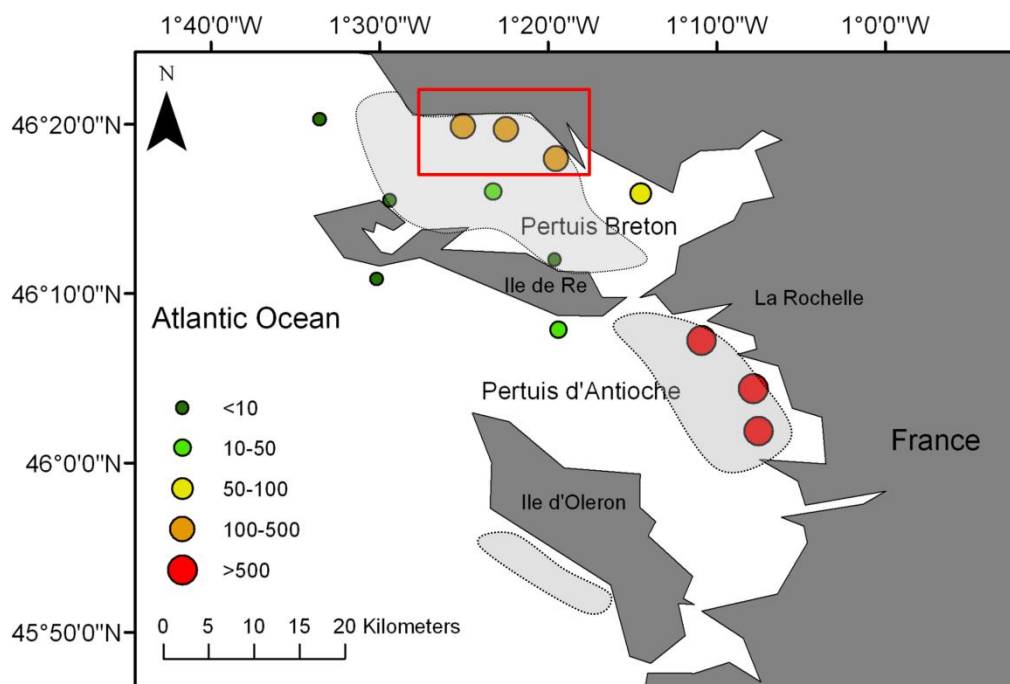 1°40'0"W 1°30'0"W 1°20'0"W 1°10'0"W 1°0'0"W
N
46°20'0"N
Pertuis Breton
46°10'0"N
Ile de Re
La Rochelle
Atlantic Ocean
Pertuis d'Antioche
<10
10-50
France
46°0'0"N
50-100
Ile d'Oleron
100-500
>500
45°50'0"N
0 5 10 15 20 Kilometers